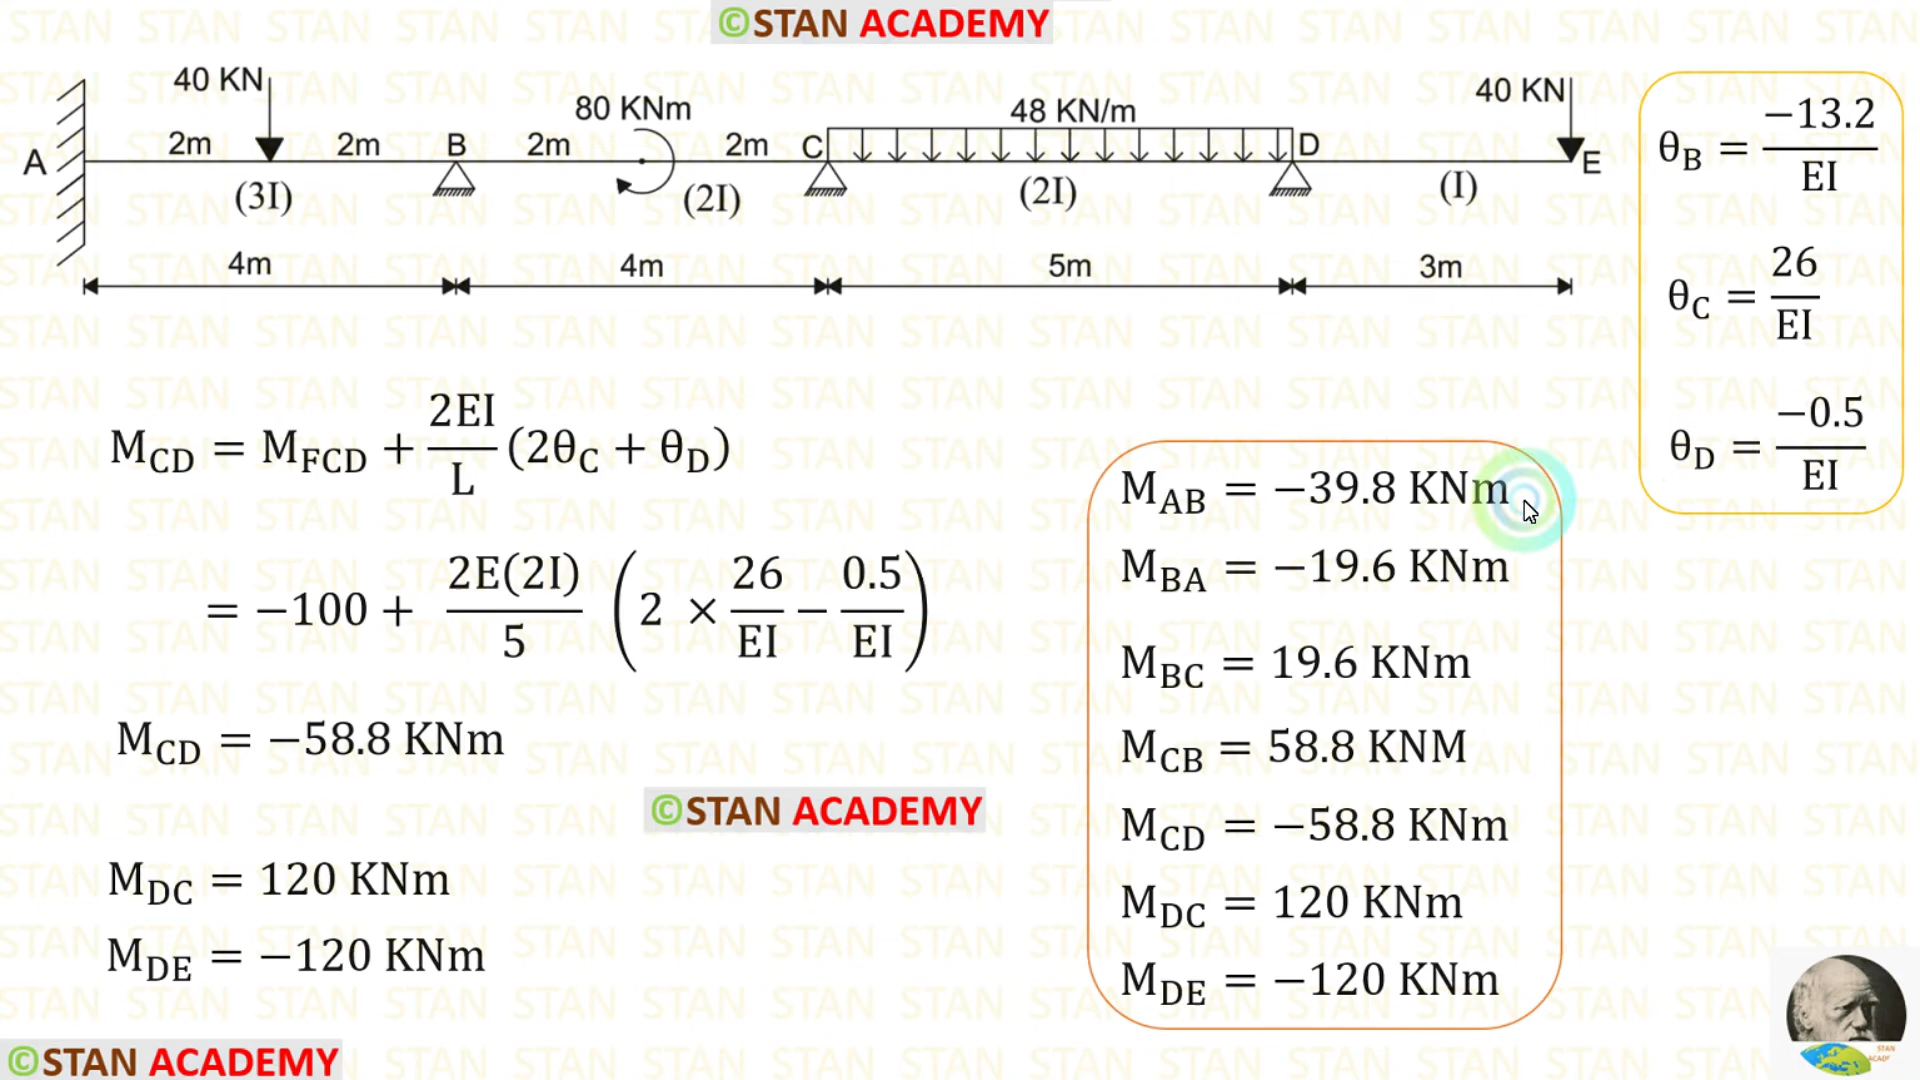 ©STAN ACADEMY
40 KN
80 KNm
48 KN/m
40 KN
A 2m 2m B 2m 2m C D E
(3I) (2I) (2I) (I)
4m 4m 5m 3m
θB = −13.2/EI
θC = 26/EI
θD = −0.5/EI
MCD = MFCD + 2EI/L (2θC + θD)
= −100 + 2E(2I)/5 (2 × 26/EI − 0.5/EI)
MCD = −58.8 KNm
©STAN ACADEMY
MDC = 120 KNm
MDE = −120 KNm
MAB = −39.8 KNm
MBA = −19.6 KNm
MBC = 19.6 KNm
MCB = 58.8 KNM
MCD = −58.8 KNm
MDC = 120 KNm
MDE = −120 KNm
©STAN ACADEMY